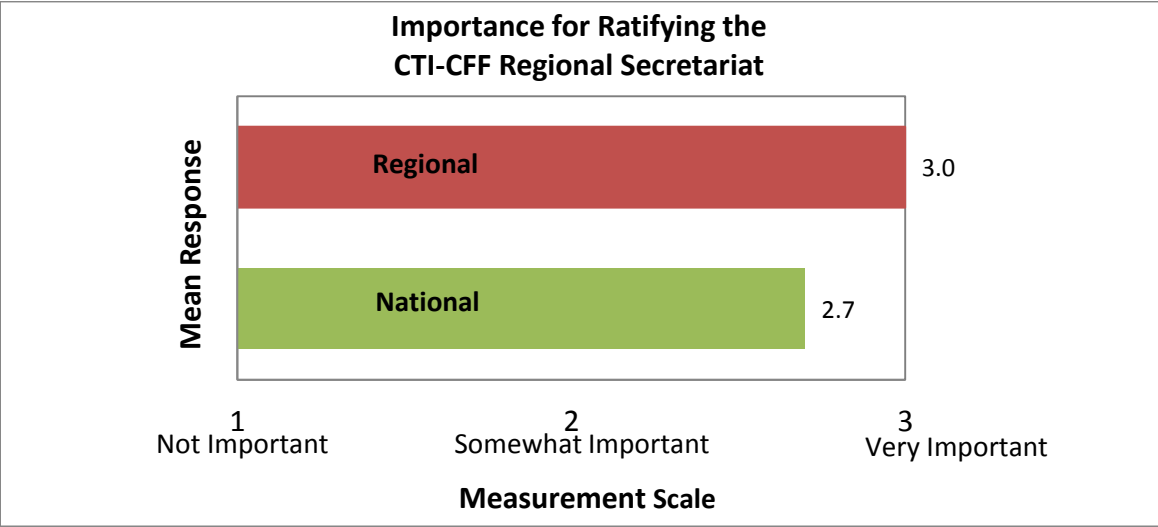 Importance for Ratifying the
CTI-CFF Regional Secretariat
Mean Response
Regional
3.0
National
2.7
1 2 3
Not Important Somewhat Important Very Important
Measurement Scale